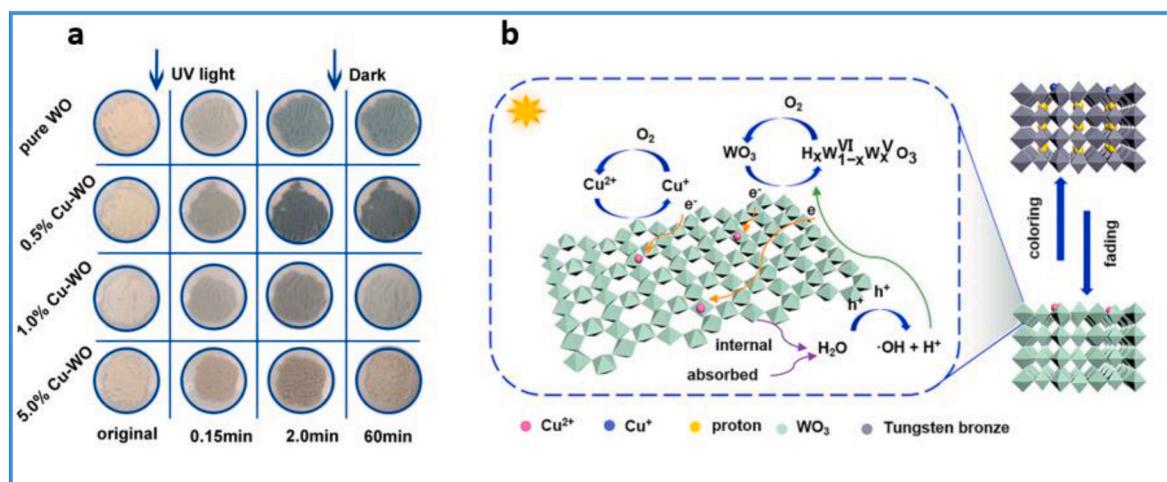 a
UV light
Dark
pure WO
0.5% Cu-WO
1.0% Cu-WO
5.0% Cu-WO
original
0.15min
2.0min
60min
b
O₂
O₂
WO₃
HₓWⱽᴵ₁₋ₓWⱽₓO₃
Cu²⁺
Cu⁺
e⁻
e⁻
e
h⁺
h⁺
internal
absorbed
H₂O
·OH + H⁺
coloring
fading
Cu²⁺
Cu⁺
proton
WO₃
Tungsten bronze